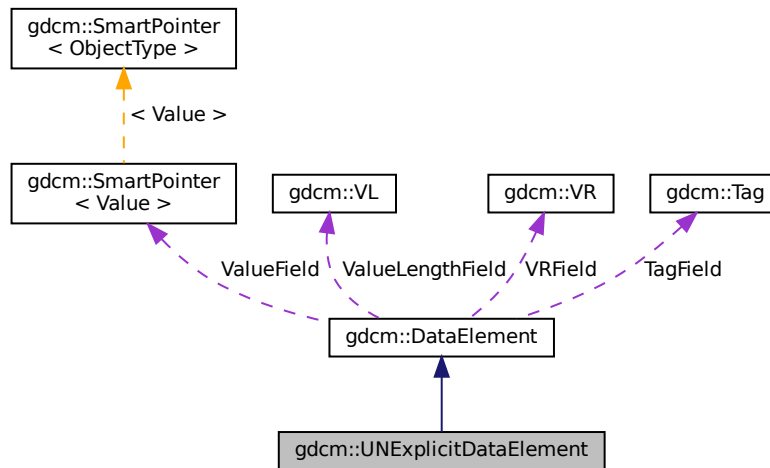 gdcm::SmartPointer
< ObjectType >
< Value >
gdcm::SmartPointer
< Value >
gdcm::VL
gdcm::VR
gdcm::Tag
ValueField
ValueLengthField
VRField
TagField
gdcm::DataElement
gdcm::UNExplicitDataElement